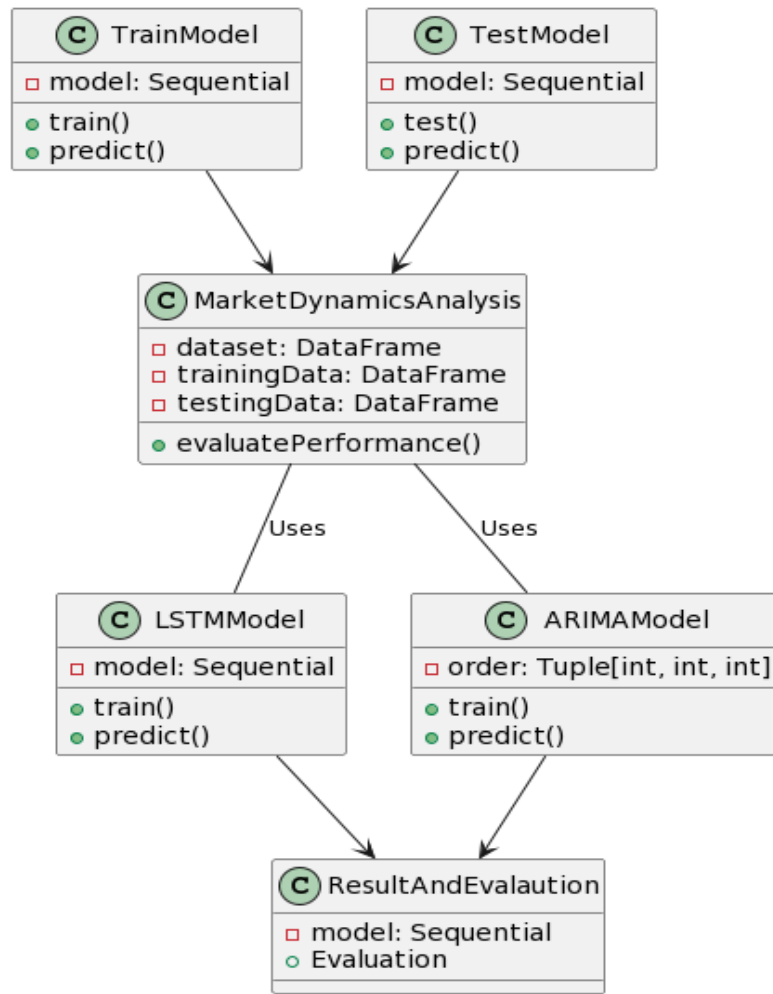 C TrainModel
model: Sequential
train()
predict()
C TestModel
model: Sequential
test()
predict()
C MarketDynamicsAnalysis
dataset: DataFrame
trainingData: DataFrame
testingData: DataFrame
evaluatePerformance()
Uses
Uses
C LSTMModel
model: Sequential
train()
predict()
C ARIMAModel
order: Tuple[int, int, int]
train()
predict()
C ResultAndEvalaution
model: Sequential
Evaluation